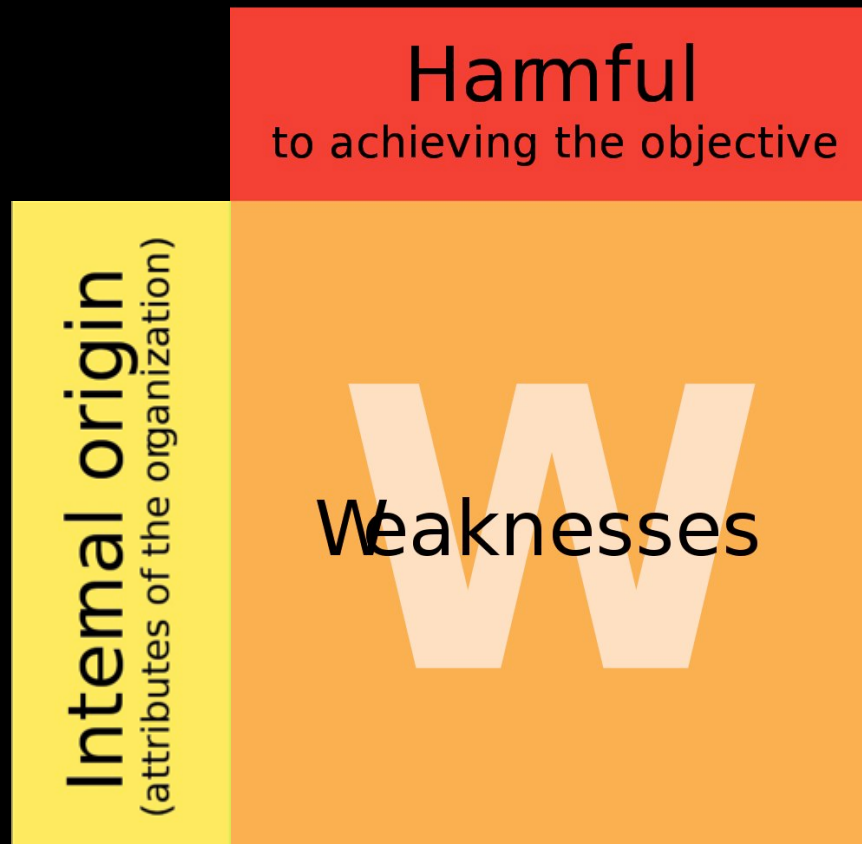 Harmful
to achieving the objective
Internal origin
(attributes of the organization)
W
Weaknesses